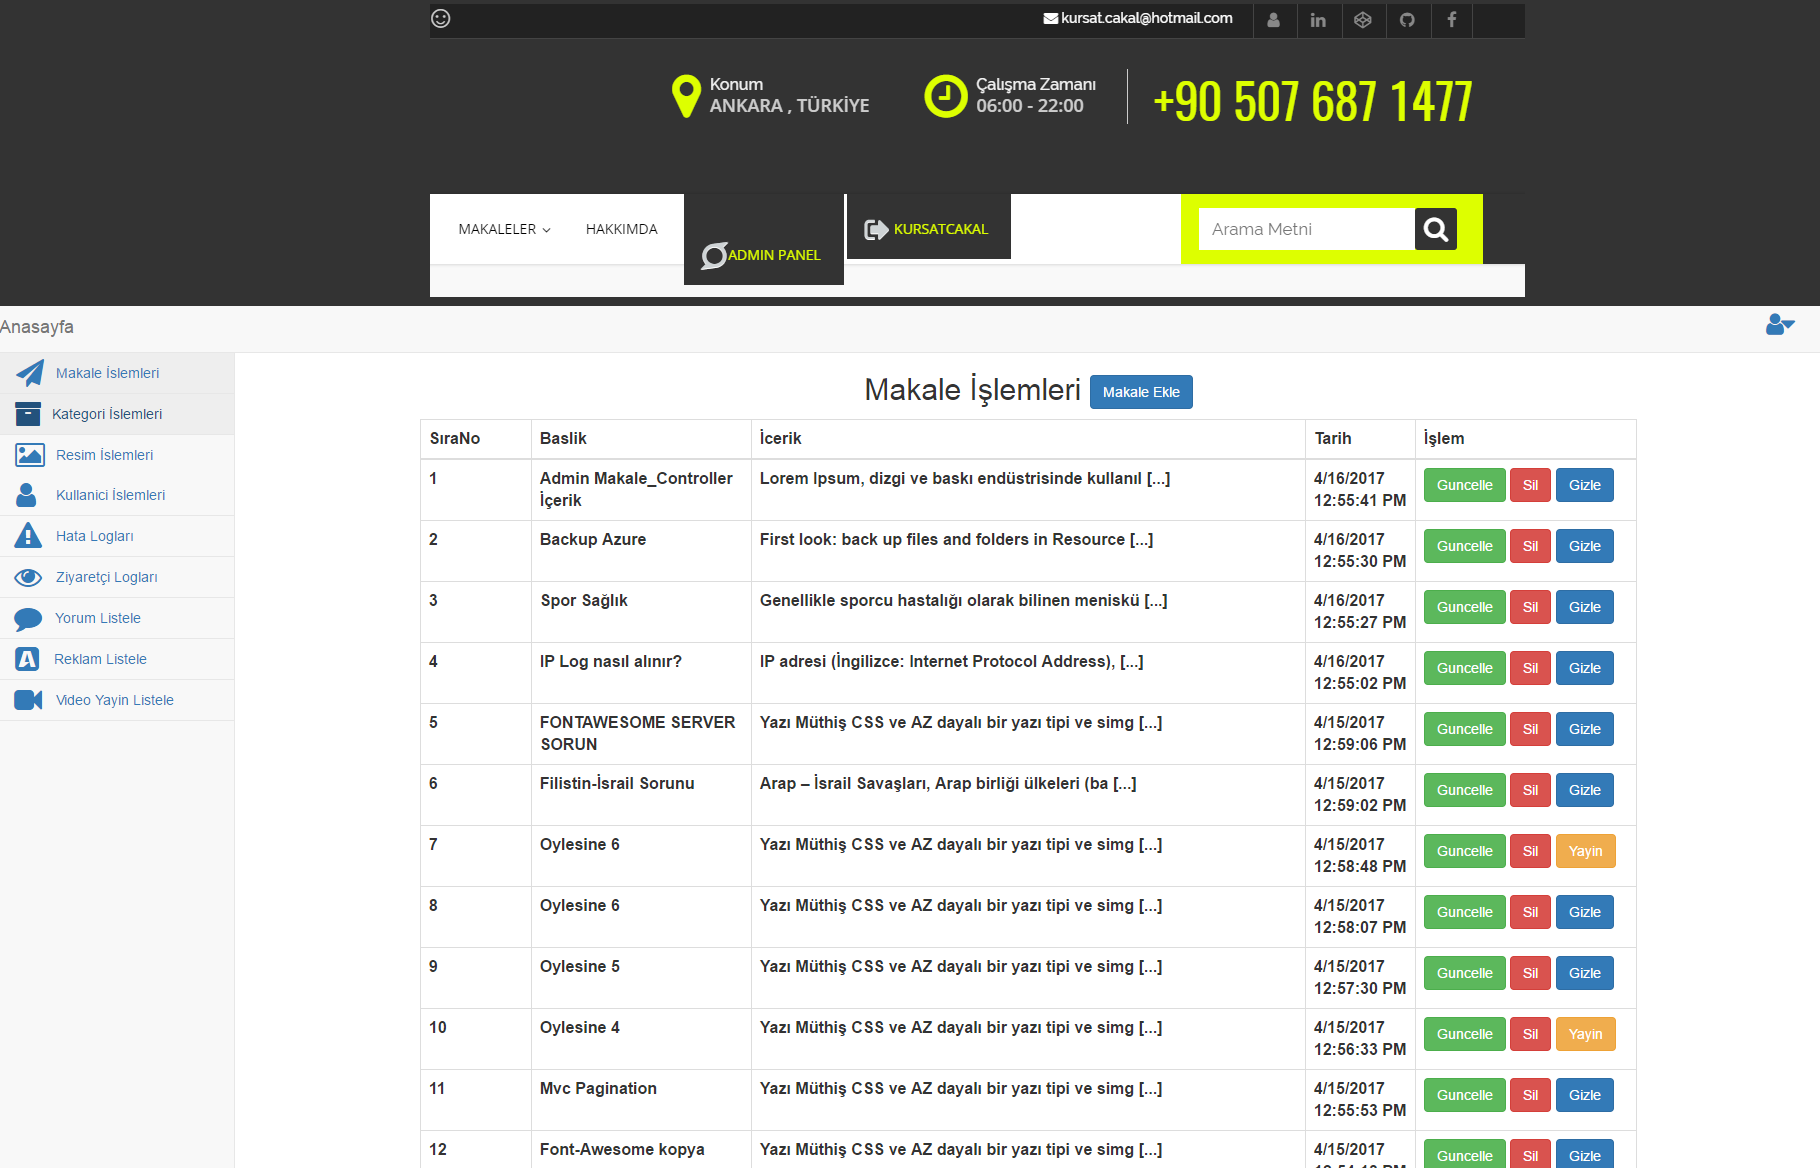 kursat.cakal@hotmail.com
Konum
ANKARA , TÜRKİYE
Çalışma Zamanı
06:00 - 22:00
+90 507 687 1477
MAKALELER
HAKKIMDA
ADMIN PANEL
KURSATCAKAL
Arama Metni
Anasayfa
Makale İslemleri
Kategori İslemleri
Resim İslemleri
Kullanici İslemleri
Hata Logları
Ziyaretçi Logları
Yorum Listele
Reklam Listele
Video Yayin Listele
Makale İşlemleri Makale Ekle
SıraNo Baslik İcerik Tarih İşlem
1 Admin Makale_Controller Lorem Ipsum, dizgi ve baskı endüstrisinde kullanıl [...] 4/16/2017 Guncelle Sil Gizle
İçerik 12:55:41 PM
2 Backup Azure First look: back up files and folders in Resource [...] 4/16/2017 Guncelle Sil Gizle
12:55:30 PM
3 Spor Sağlık Genellikle sporcu hastalığı olarak bilinen meniskü [...] 4/16/2017 Guncelle Sil Gizle
12:55:27 PM
4 IP Log nasıl alınır? IP adresi (İngilizce: Internet Protocol Address), [...] 4/16/2017 Guncelle Sil Gizle
12:55:02 PM
5 FONTAWESOME SERVER Yazı Müthiş CSS ve AZ dayalı bir yazı tipi ve simg [...] 4/15/2017 Guncelle Sil Gizle
SORUN 12:59:06 PM
6 Filistin-İsrail Sorunu Arap – İsrail Savaşları, Arap birliği ülkeleri (ba [...] 4/15/2017 Guncelle Sil Gizle
12:59:02 PM
7 Oylesine 6 Yazı Müthiş CSS ve AZ dayalı bir yazı tipi ve simg [...] 4/15/2017 Guncelle Sil Yayin
12:58:48 PM
8 Oylesine 6 Yazı Müthiş CSS ve AZ dayalı bir yazı tipi ve simg [...] 4/15/2017 Guncelle Sil Gizle
12:58:07 PM
9 Oylesine 5 Yazı Müthiş CSS ve AZ dayalı bir yazı tipi ve simg [...] 4/15/2017 Guncelle Sil Gizle
12:57:30 PM
10 Oylesine 4 Yazı Müthiş CSS ve AZ dayalı bir yazı tipi ve simg [...] 4/15/2017 Guncelle Sil Yayin
12:56:33 PM
11 Mvc Pagination Yazı Müthiş CSS ve AZ dayalı bir yazı tipi ve simg [...] 4/15/2017 Guncelle Sil Gizle
12:55:53 PM
12 Font-Awesome kopya Yazı Müthiş CSS ve AZ dayalı bir yazı tipi ve simg [...] 4/15/2017 Guncelle Sil Gizle